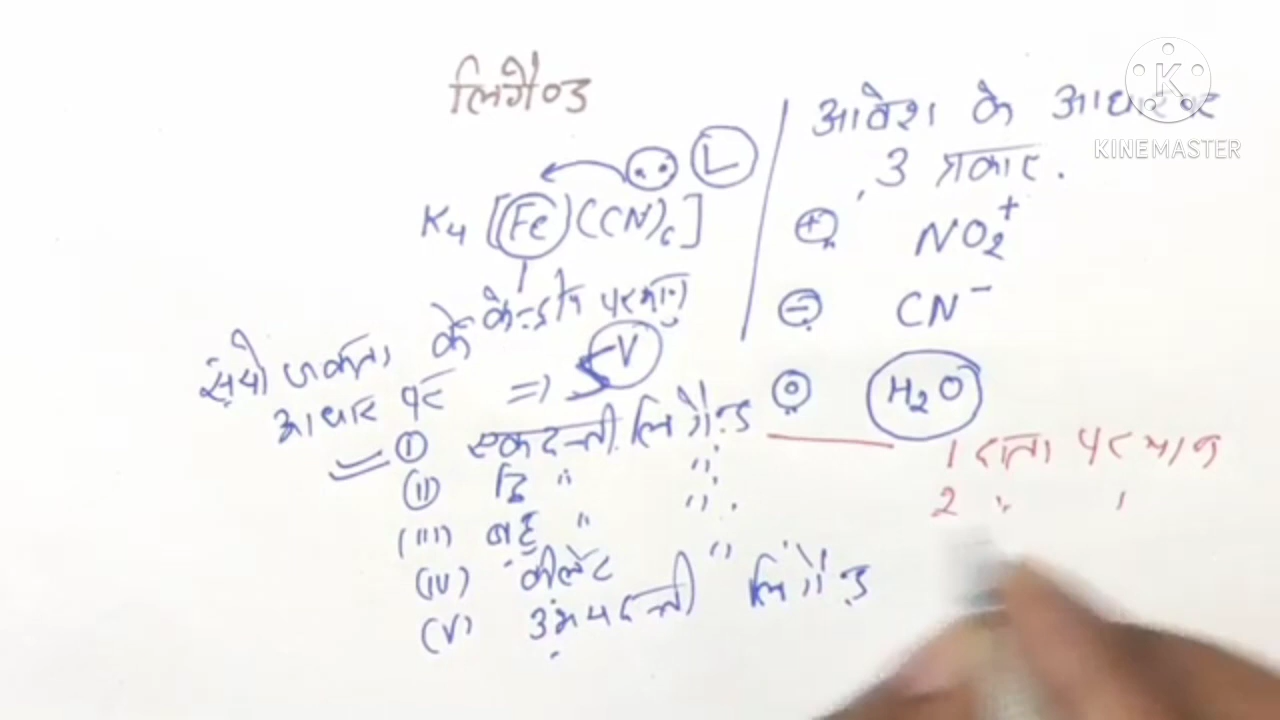 लिगैण्ड
L
K₄ [Fe(CN)₆]
केन्द्रीय परमाणु
संयोजकता के
आधार पर => 5 V
(I) एकदन्ती लिगैण्ड
(II) द्वि " "
(III) बहु " "
(IV) कीलेट "
(V) उभयदन्ती लिगैण्ड
आवेश के आधार पर
3 प्रकार.
+ NO₂⁺
- CN⁻
0 H₂O
1 दाता परमाणु
2 " "
K
KINEMASTER